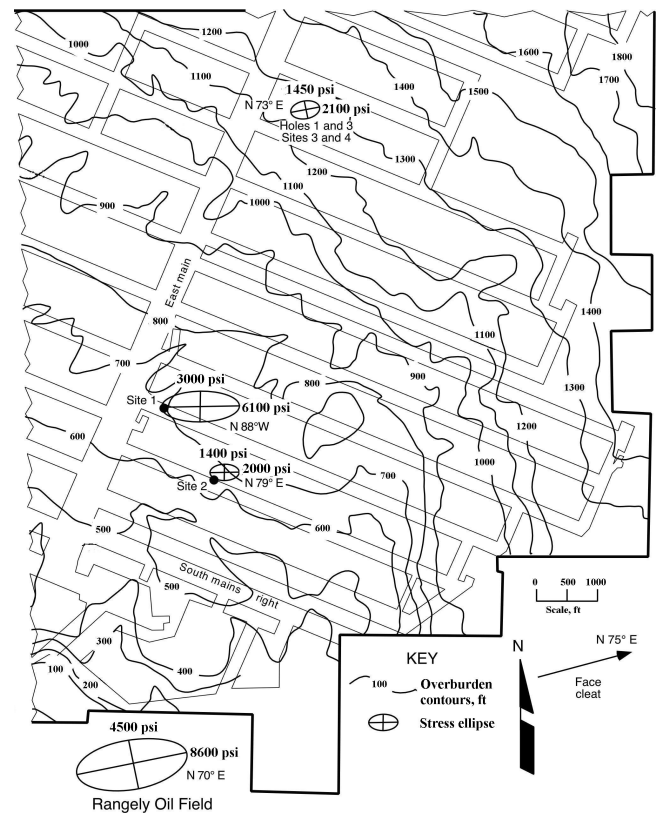 1000
1200
1600
1800
1100
1700
1450 psi
1400
1500
N 73° E
2100 psi
Holes 1 and 3
Sites 3 and 4
1300
1200
1100
900
1000
East main
800
1100
1400
700
900
3000 psi
800
1300
Site 1
6100 psi
N 88°W
1200
600
1400 psi
1000
2000 psi
700
Site 2
N 79° E
500
600
500
South mains right
0 500 1000
Scale, ft
300
400
100
200
KEY
100
Overburden
contours, ft
Stress ellipse
N
N 75° E
Face
cleat
4500 psi
8600 psi
N 70° E
Rangely Oil Field